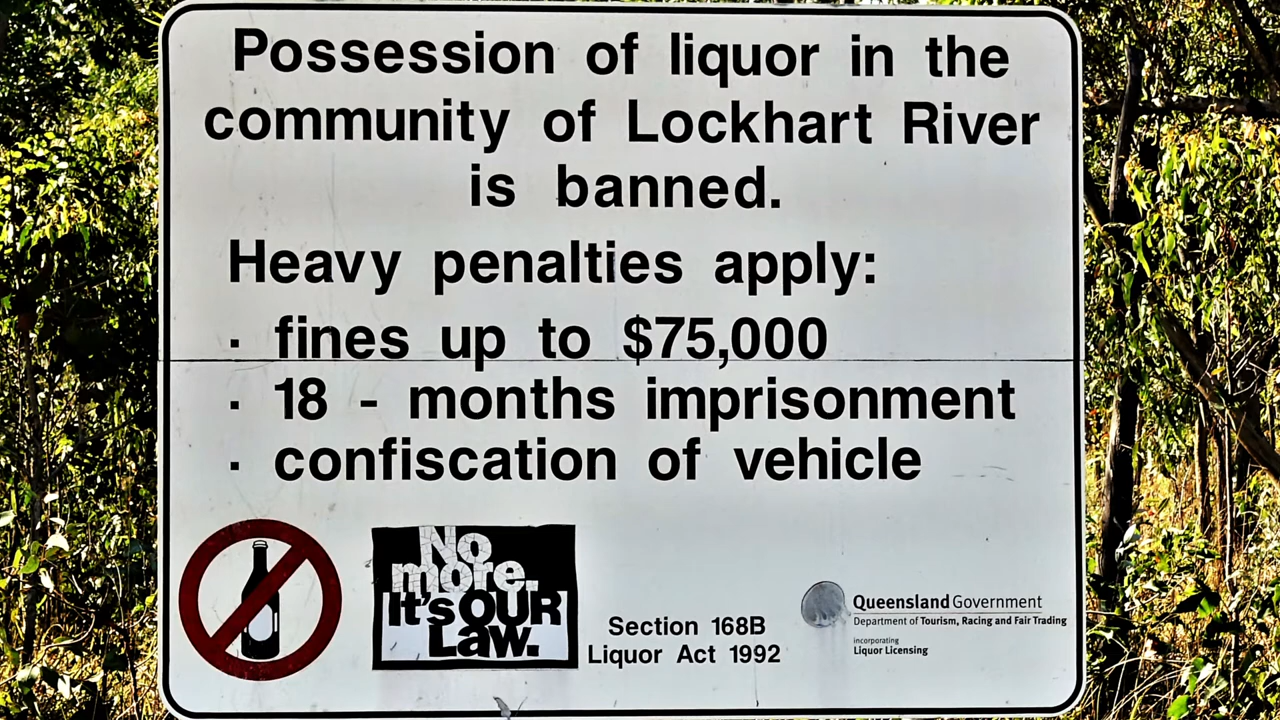 Possession of liquor in the
community of Lockhart River
is banned.
Heavy penalties apply:
· fines up to $75,000
· 18 - months imprisonment
· confiscation of vehicle
No
more.
It's OUR
Law.
Section 168B
Liquor Act 1992
Queensland Government
Department of Tourism, Racing and Fair Trading
incorporating
Liquor Licensing